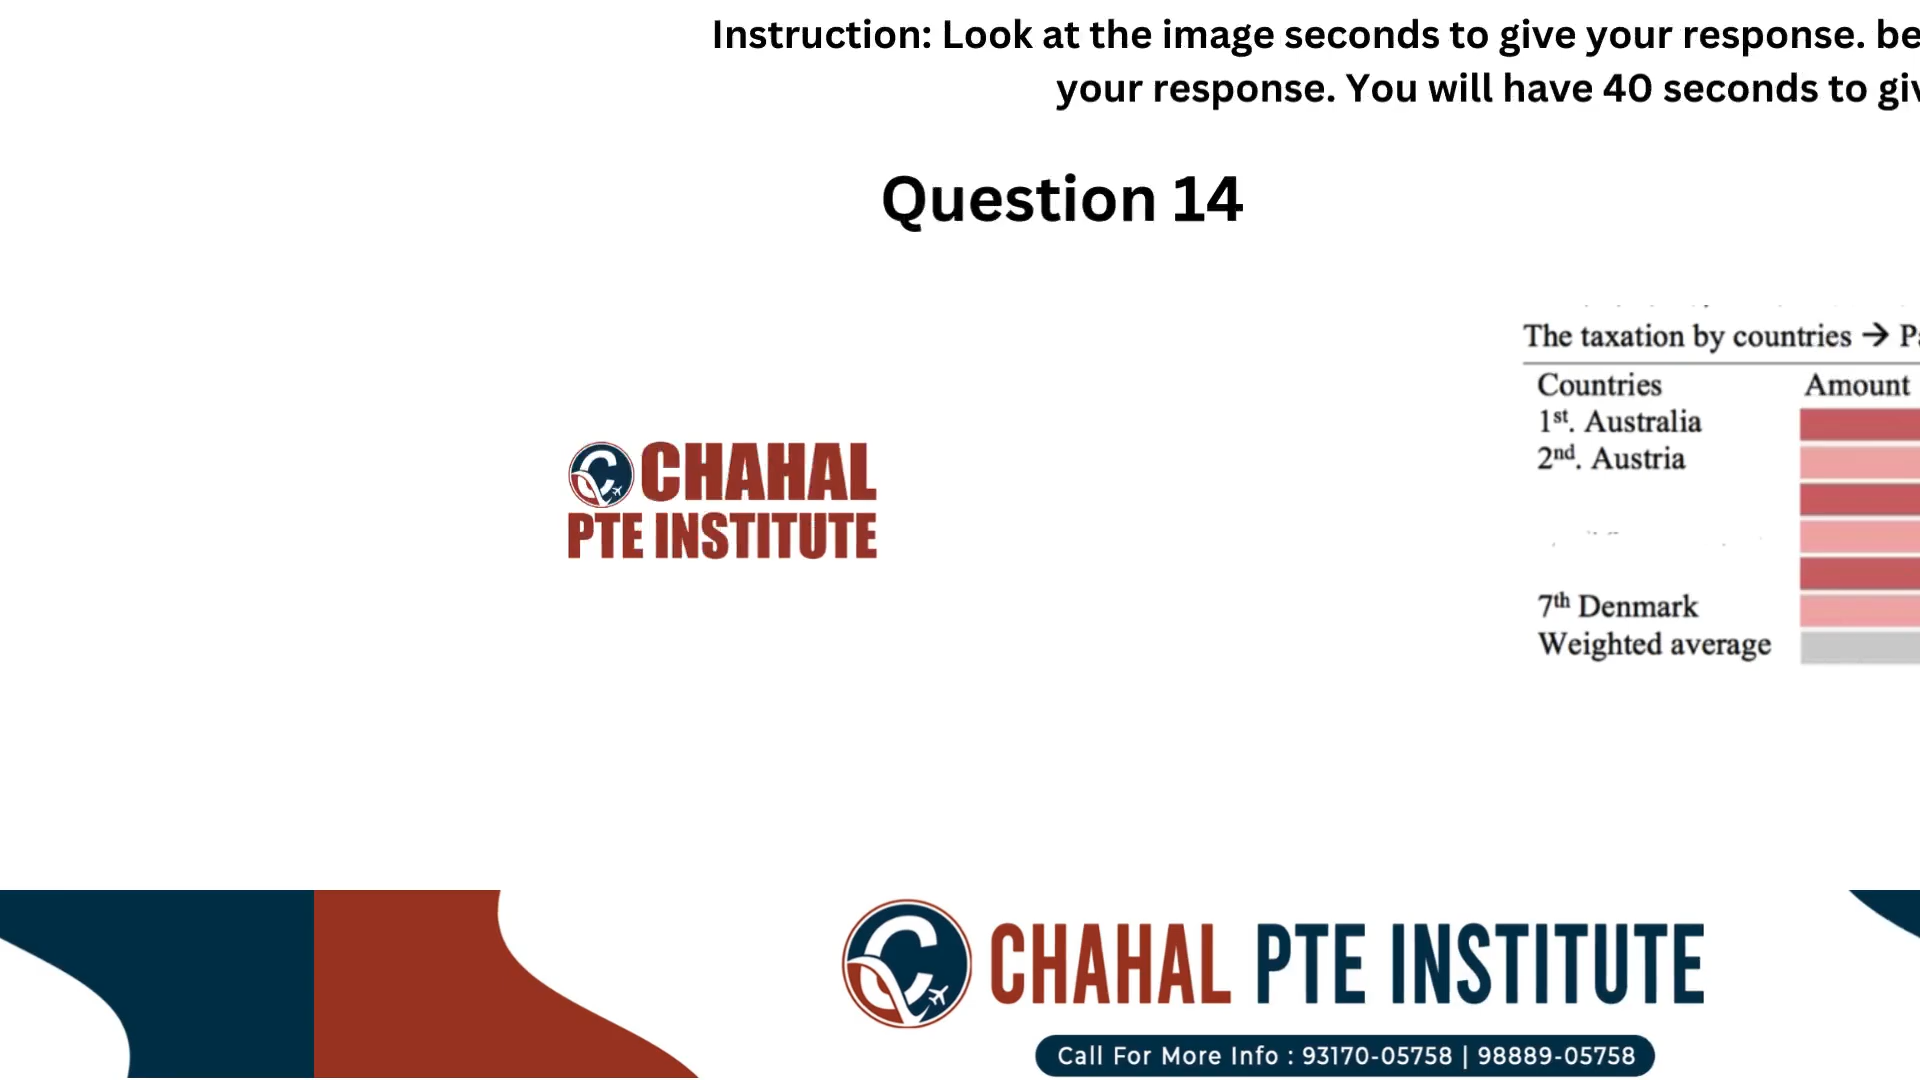 Instruction: Look at the image seconds to give your response. be
your response. You will have 40 seconds to giv
Question 14
The taxation by countries →
Countries Amount
1st. Australia
2nd. Austria
7th Denmark
Weighted average
CHAHAL
PTE INSTITUTE
CHAHAL PTE INSTITUTE
Call For More Info : 93170-05758 | 98889-05758